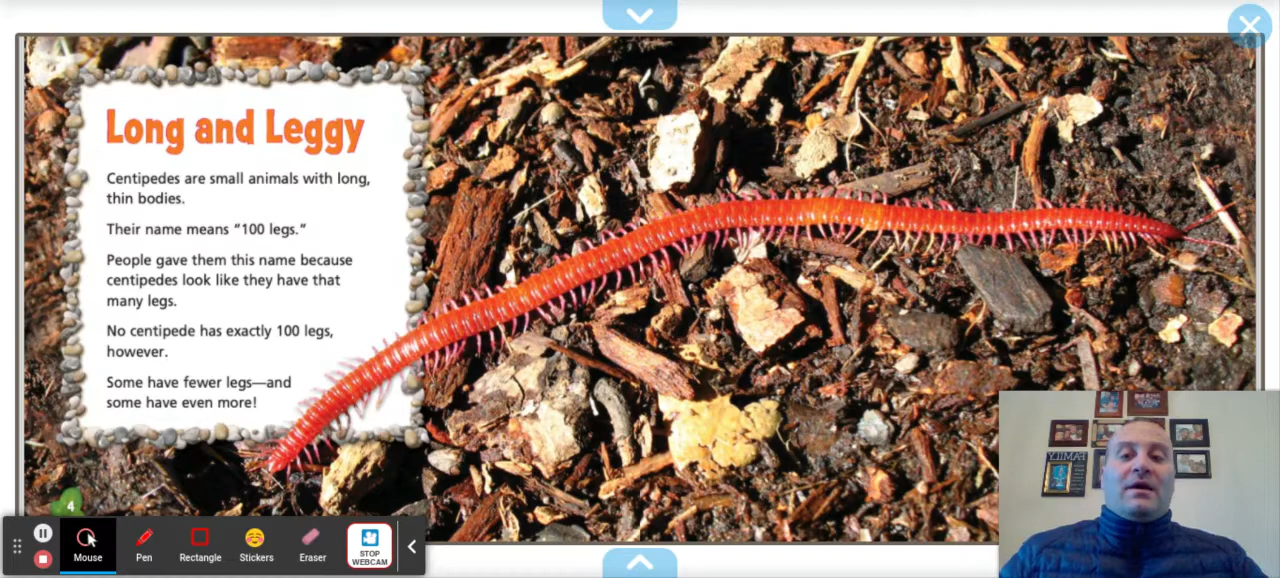 Long and Leggy
Centipedes are small animals with long,
thin bodies.
Their name means “100 legs.”
People gave them this name because
centipedes look like they have that
many legs.
No centipede has exactly 100 legs,
however.
Some have fewer legs—and
some have even more!
4
Mouse
Pen
Rectangle
Stickers
Eraser
STOP
WEBCAM
FAMILY